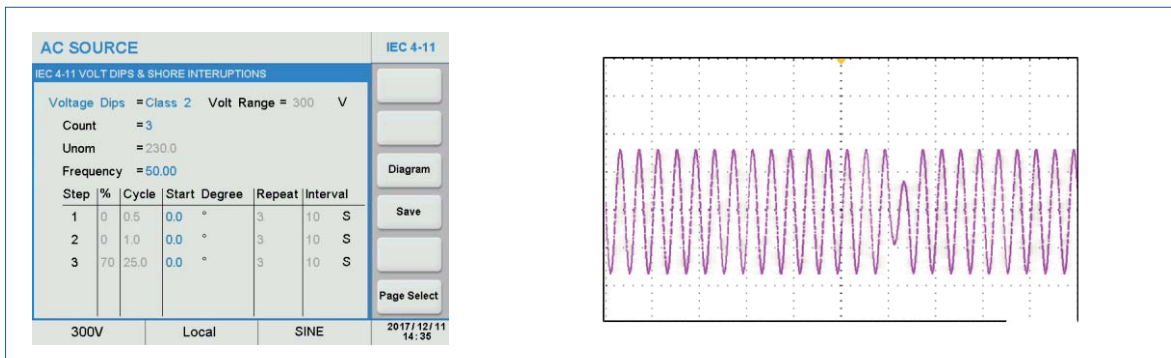 AC SOURCE
IEC 4-11
IEC 4-11 VOLT DIPS & SHORE INTERUPTIONS
Voltage Dips =Class 2 Volt Range = 300 V
Count =3
Unom =230.0
Frequency =50.00
Diagram
Step % Cycle Start Degree Repeat Interval
1 0 0.5 0.0 ° 3 10 S
Save
2 0 1.0 0.0 ° 3 10 S
3 70 25.0 0.0 ° 3 10 S
Page Select
300V Local SINE 2017/12/11
14:35